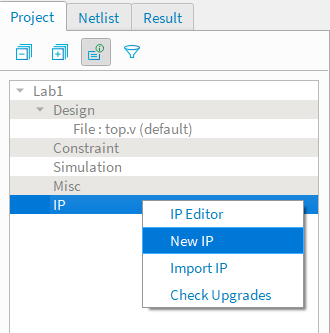 Project Netlist Result
Lab1
Design
File : top.v (default)
Constraint
Simulation
Misc
IP
IP Editor
New IP
Import IP
Check Upgrades